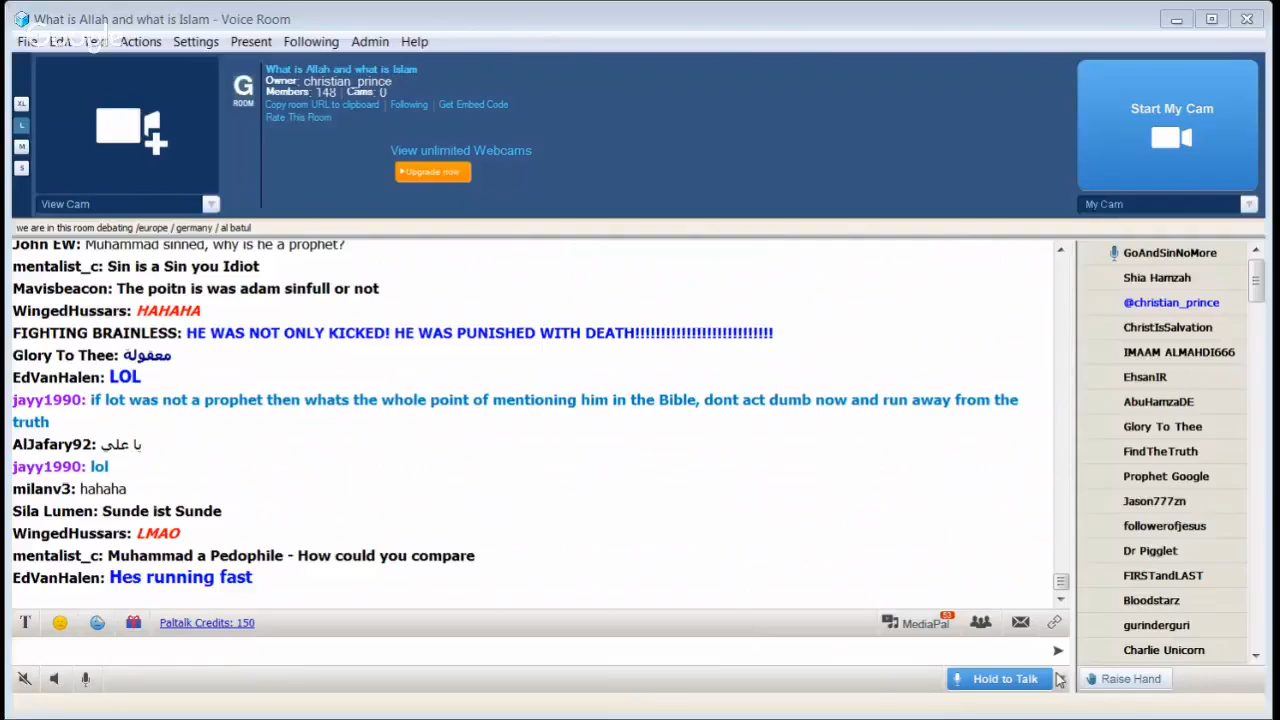 What is Allah and what is Islam - Voice Room
Google
File Edit Text Actions Settings Present Following Admin Help
XL
L
M
S
View Cam
G
ROOM
What is Allah and what is Islam
Owner: christian_prince
Members: 148 | Cams: 0
Copy room URL to clipboard | Following | Get Embed Code
Rate This Room
View unlimited Webcams
Upgrade now
Start My Cam
My Cam
we are in this room debating /europe / germany / al batul
John EW: Muhammad sinned, why is he a prophet?
mentalist_c: Sin is a Sin you Idiot
Mavisbeacon: The poitn is was adam sinfull or not
WingedHussars: HAHAHA
FIGHTING BRAINLESS: HE WAS NOT ONLY KICKED! HE WAS PUNISHED WITH DEATH!!!!!!!!!!!!!!!!!!!!!!!!!!!
Glory To Thee: معقولة
EdVanHalen: LOL
jayy1990: if lot was not a prophet then whats the whole point of mentioning him in the Bible, dont act dumb now and run away from the
truth
AlJafary92: يا علي
jayy1990: lol
milanv3: hahaha
Sila Lumen: Sunde ist Sunde
WingedHussars: LMAO
mentalist_c: Muhammad a Pedophile - How could you compare
EdVanHalen: Hes running fast
GoAndSinNoMore
Shia Hamzah
@christian_prince
ChristIsSalvation
IMAAM ALMAHDI666
EhsanIR
AbuHamzaDE
Glory To Thee
FindTheTruth
Prophet Google
Jason777zn
followerofjesus
Dr Pigglet
FIRSTandLAST
Bloodstarz
gurinderguri
Charlie Unicorn
T
Paltalk Credits: 150
MediaPal
53
Hold to Talk
Raise Hand